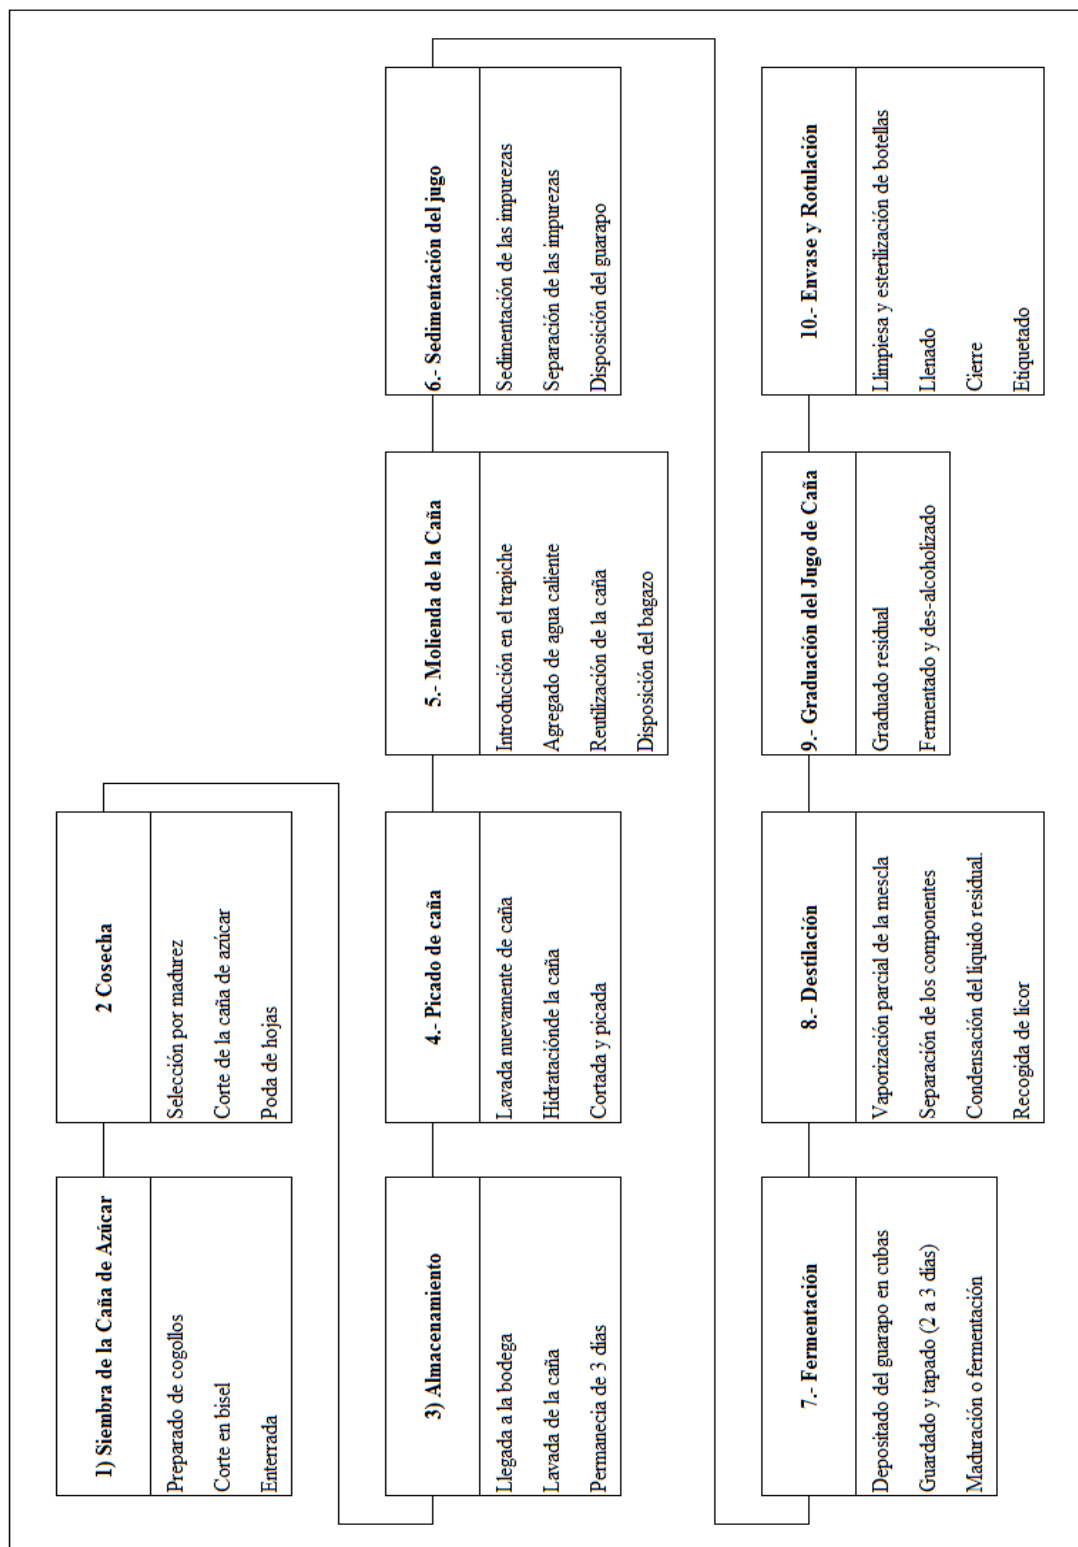 1) Siembra de la Caña de Azúcar
Preparado de cogollos
Corte en bisel
Enterrada
2 Cosecha
Selección por madurez
Corte de la caña de azúcar
Poda de hojas
3) Almacenamiento
Llegada a la bodega
Lavada de la caña
Permanecia de 3 días
4.- Picado de caña
Lavada nuevamente de caña
Hidrataciónde la caña
Cortada y picada
5.- Molienda de la Caña
Introducción en el trapiche
Agregado de agua caliente
Reutilización de la caña
Disposición del bagazo
6.- Sedimentación del jugo
Sedimentación de las impurezas
Separación de las impurezas
Disposición del guarapo
7.- Fermentación
Depositado del guarapo en cubas
Guardado y tapado (2 a 3 días)
Maduración o fermentación
8.- Destilación
Vaporización parcial de la mescla
Separación de los componentes
Condensación del líquido residual.
Recogida de licor
9.- Graduación del Jugo de Caña
Graduado residual
Fermentado y des-alcoholizado
10.- Envase y Rotulación
Llimpiesa y esterilización de botellas
Llenado
Cierre
Etiquetado